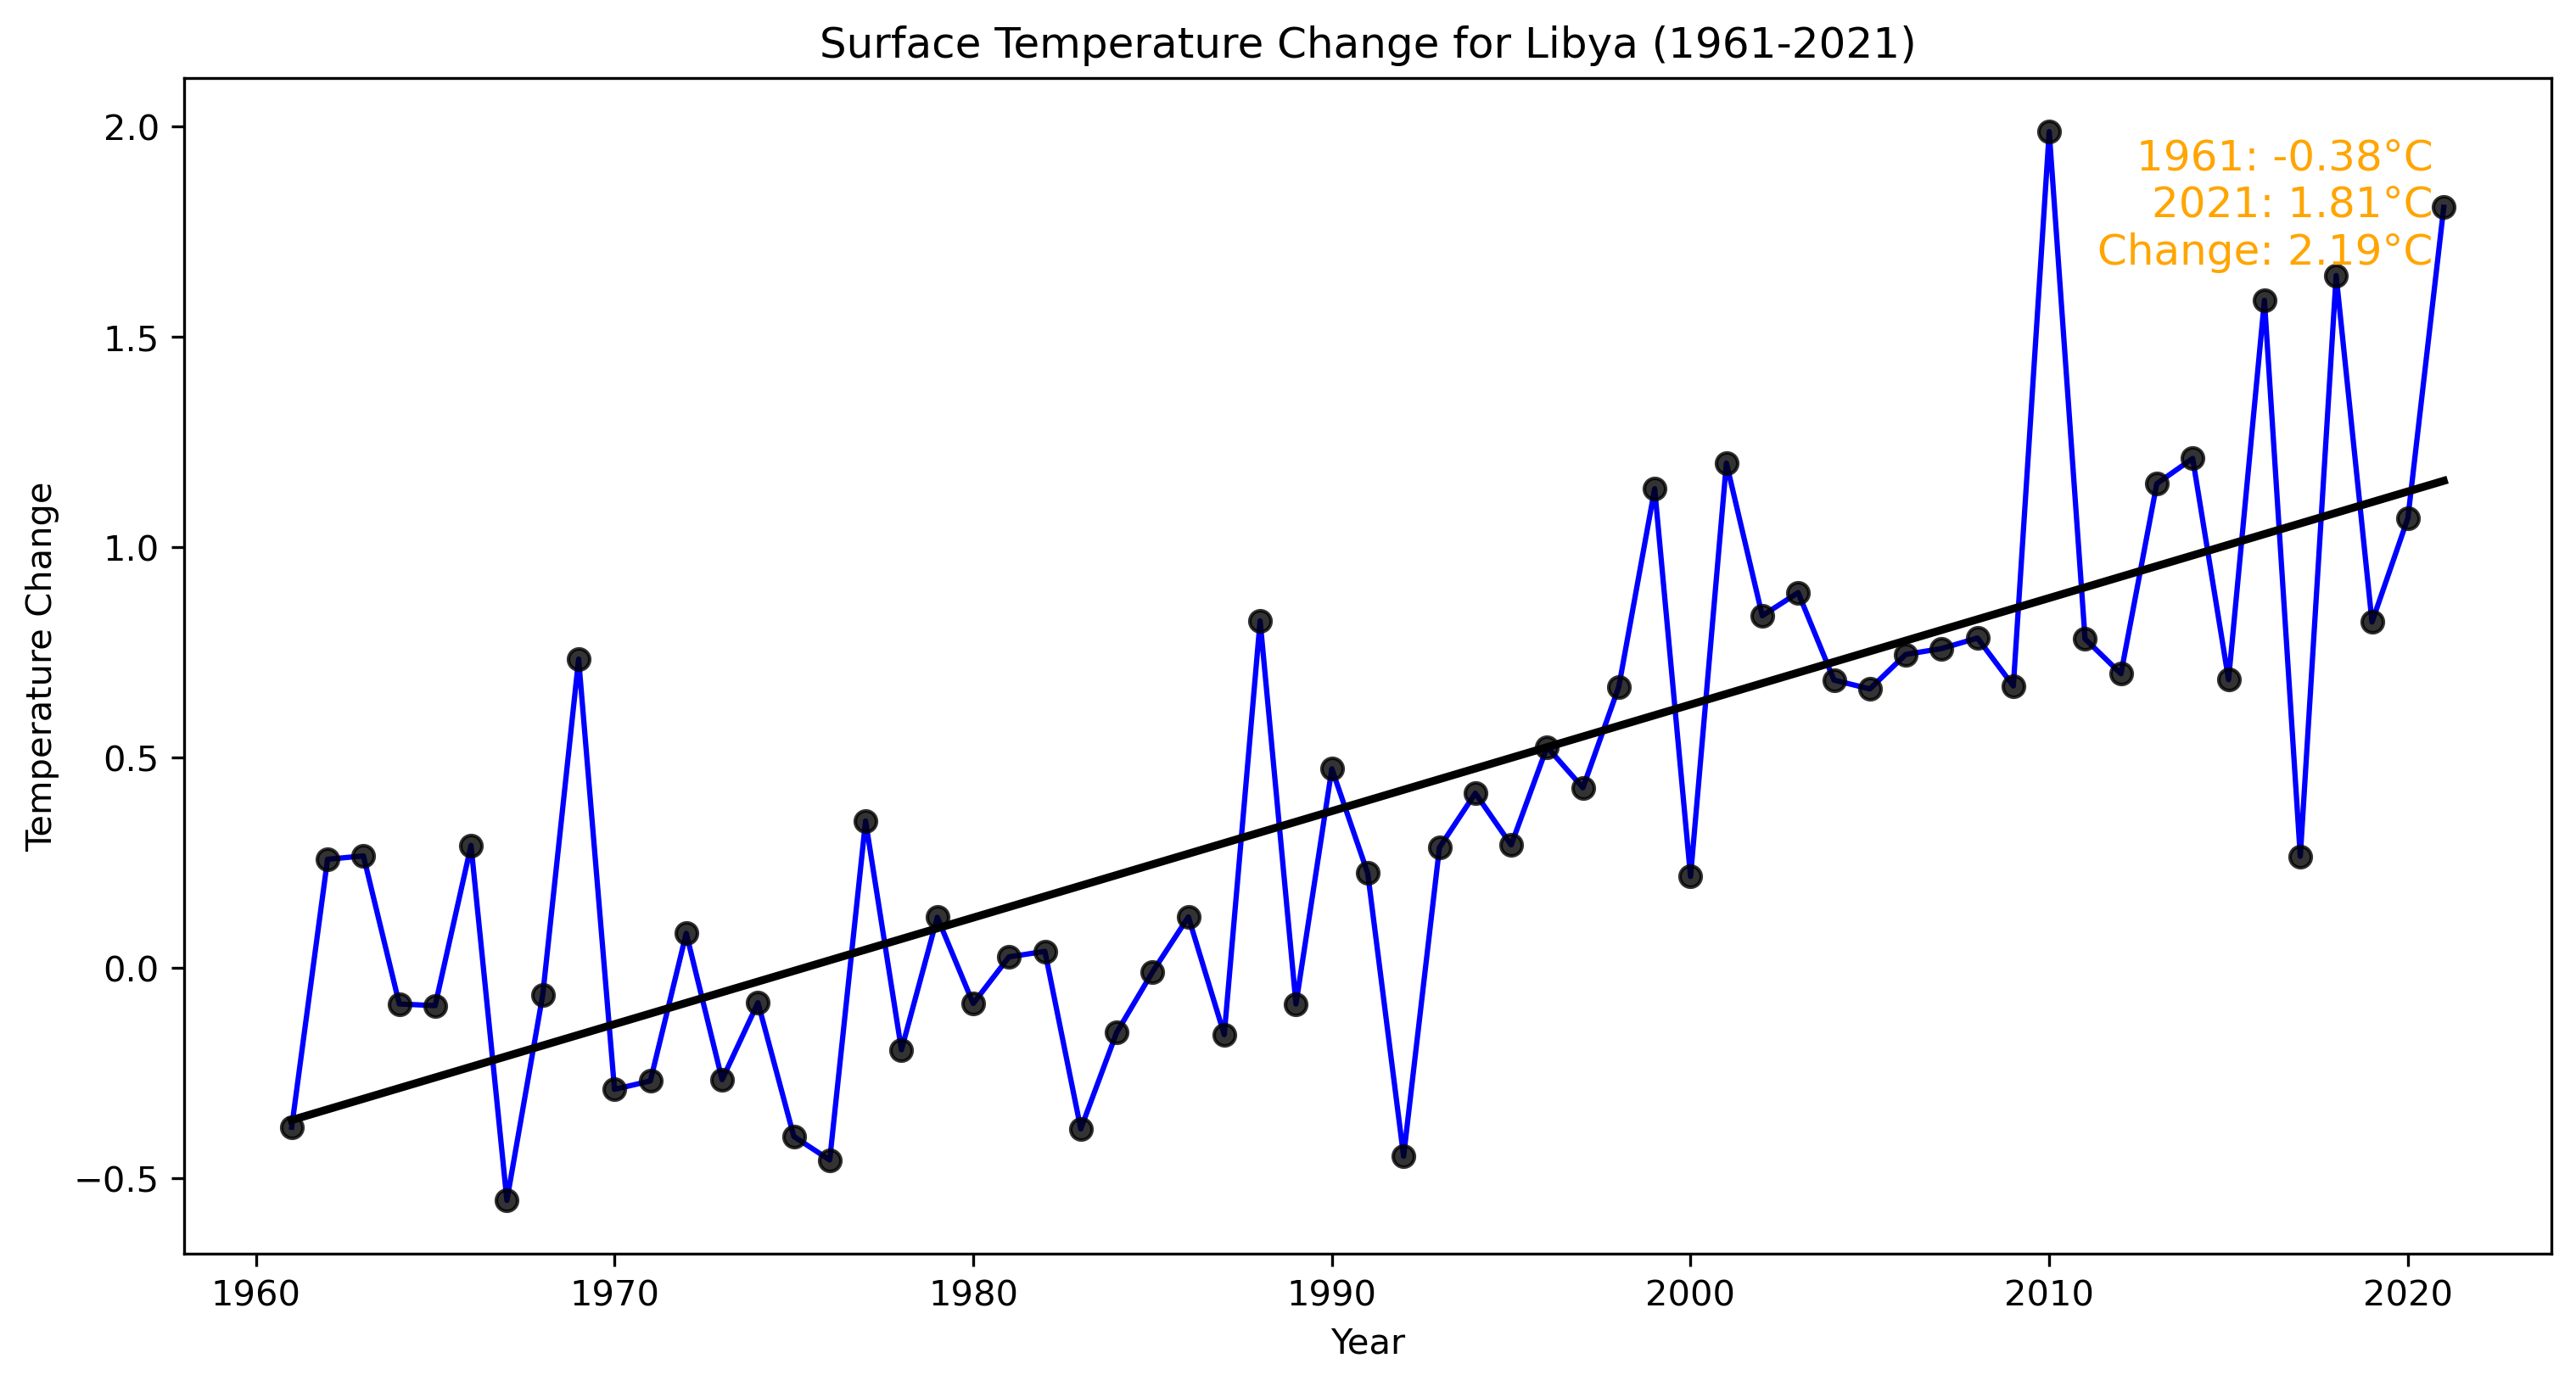 Surface Temperature Change for Libya (1961-2021)
1961: -0.38°C
2021: 1.81°C
Change: 2.19°C
Temperature Change
2.0
1.5
1.0
0.5
0.0
−0.5
1960 1970 1980 1990 2000 2010 2020
Year